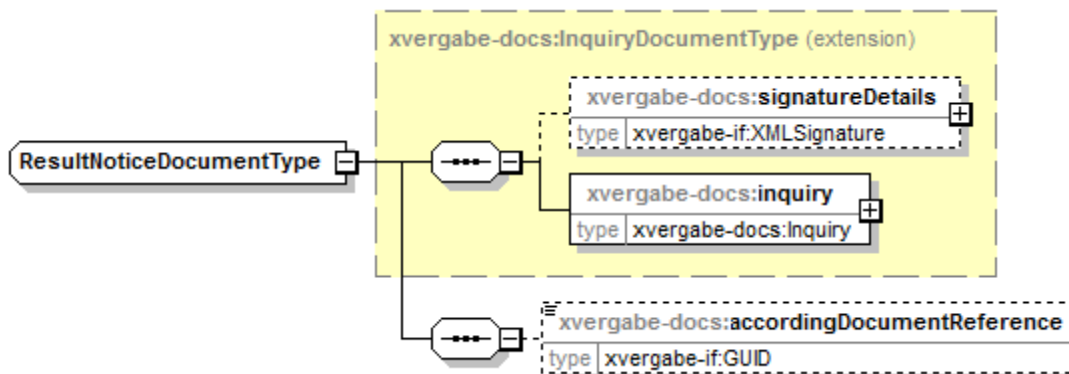 xvergabe-docs:InquiryDocumentType (extension)
xvergabe-docs:signatureDetails
type xvergabe-if:XMLSignature
ResultNoticeDocumentType
xvergabe-docs:inquiry
type xvergabe-docs:Inquiry
xvergabe-docs:accordingDocumentReference
type xvergabe-if:GUID